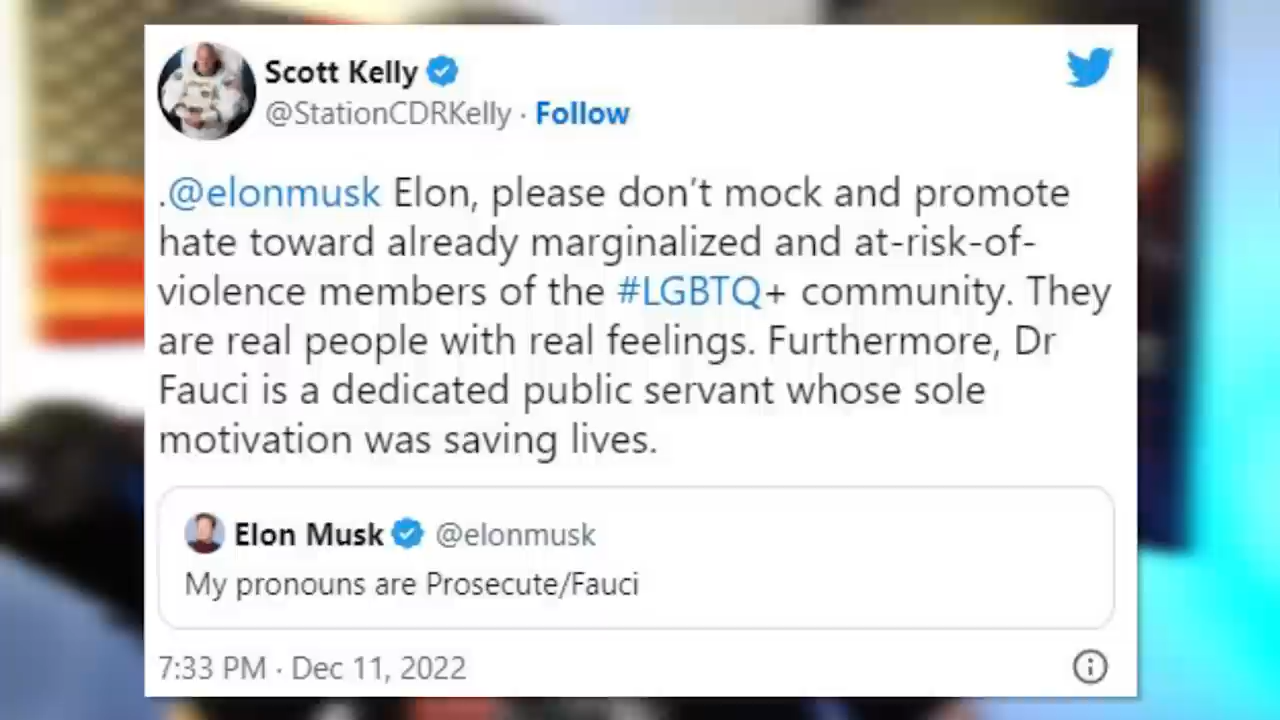 Scott Kelly
@StationCDRKelly · Follow
.@elonmusk Elon, please don’t mock and promote
hate toward already marginalized and at-risk-of-
violence members of the #LGBTQ+ community. They
are real people with real feelings. Furthermore, Dr
Fauci is a dedicated public servant whose sole
motivation was saving lives.
Elon Musk @elonmusk
My pronouns are Prosecute/Fauci
7:33 PM · Dec 11, 2022